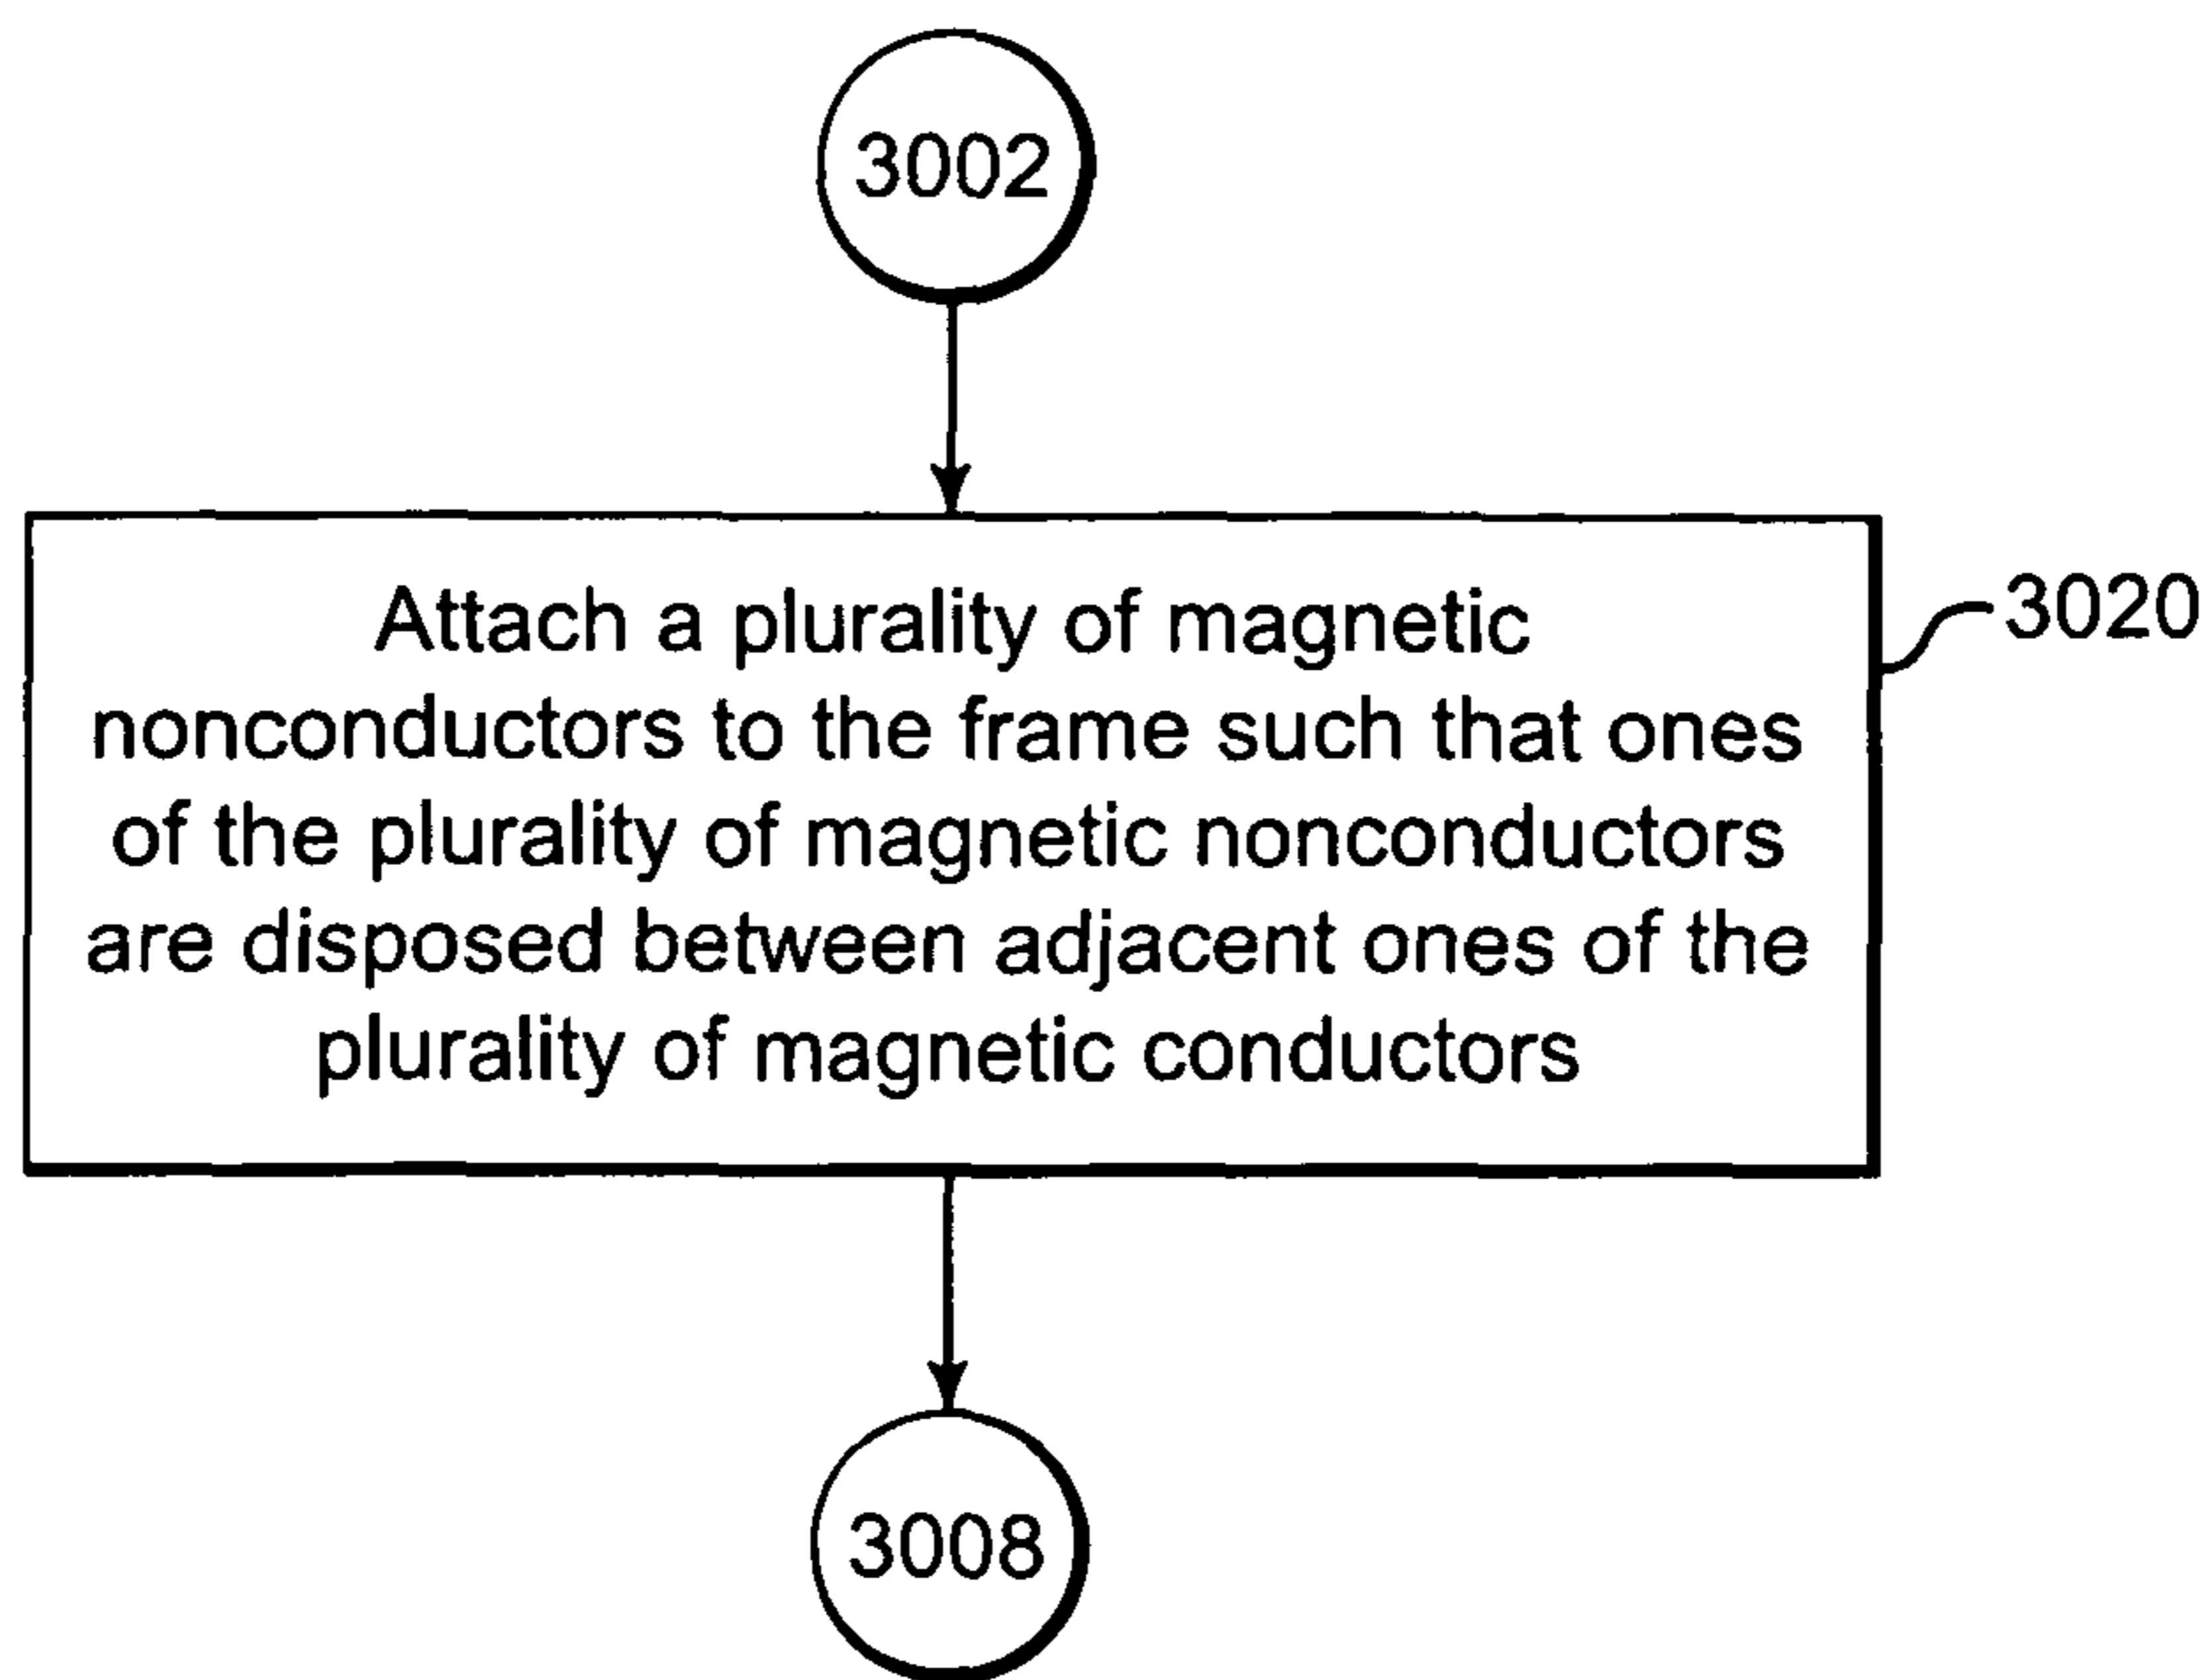 3002
Attach a plurality of magnetic
nonconductors to the frame such that ones
of the plurality of magnetic nonconductors
are disposed between adjacent ones of the
plurality of magnetic conductors
3020
3008